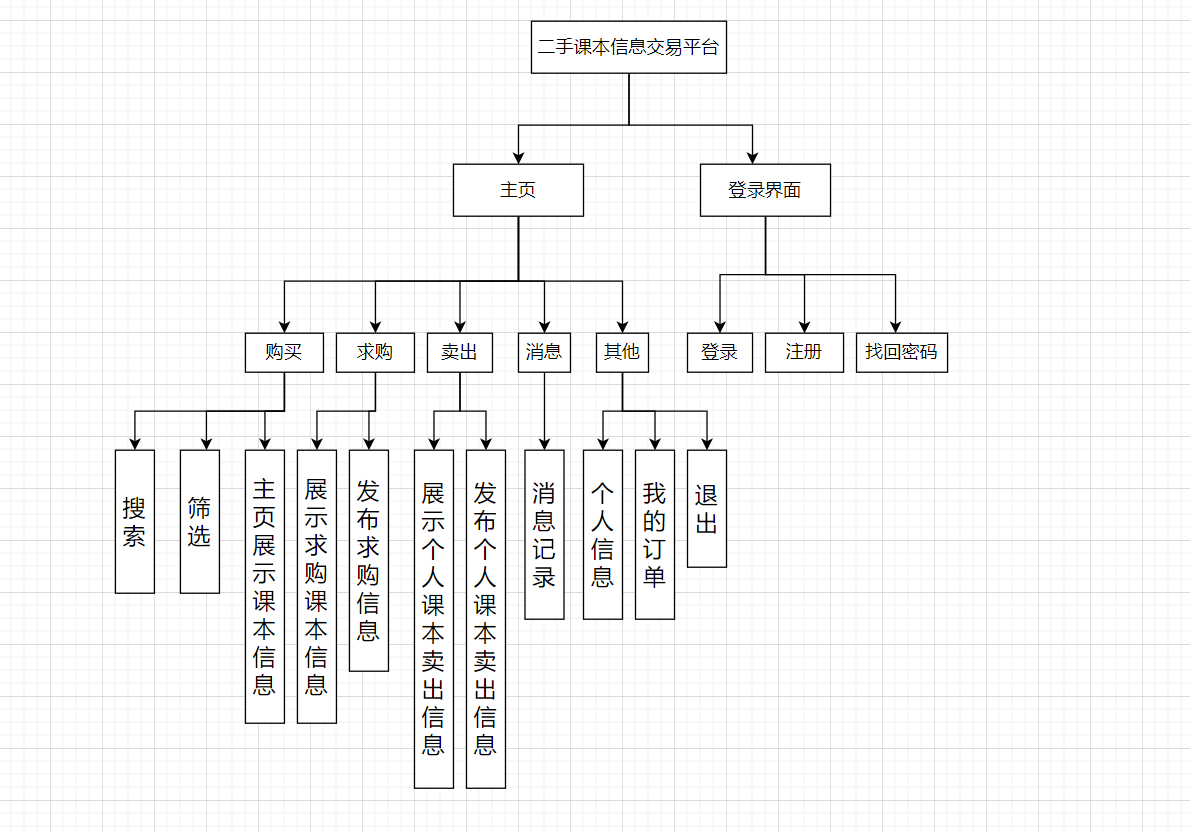 二手课本信息交易平台
主页
登录界面
购买
求购
卖出
消息
其他
登录
注册
找回密码
搜索
筛选
主页展示课本信息
展示求购课本信息
发布求购信息
展示个人课本卖出信息
发布个人课本卖出信息
消息记录
个人信息
我的订单
退出